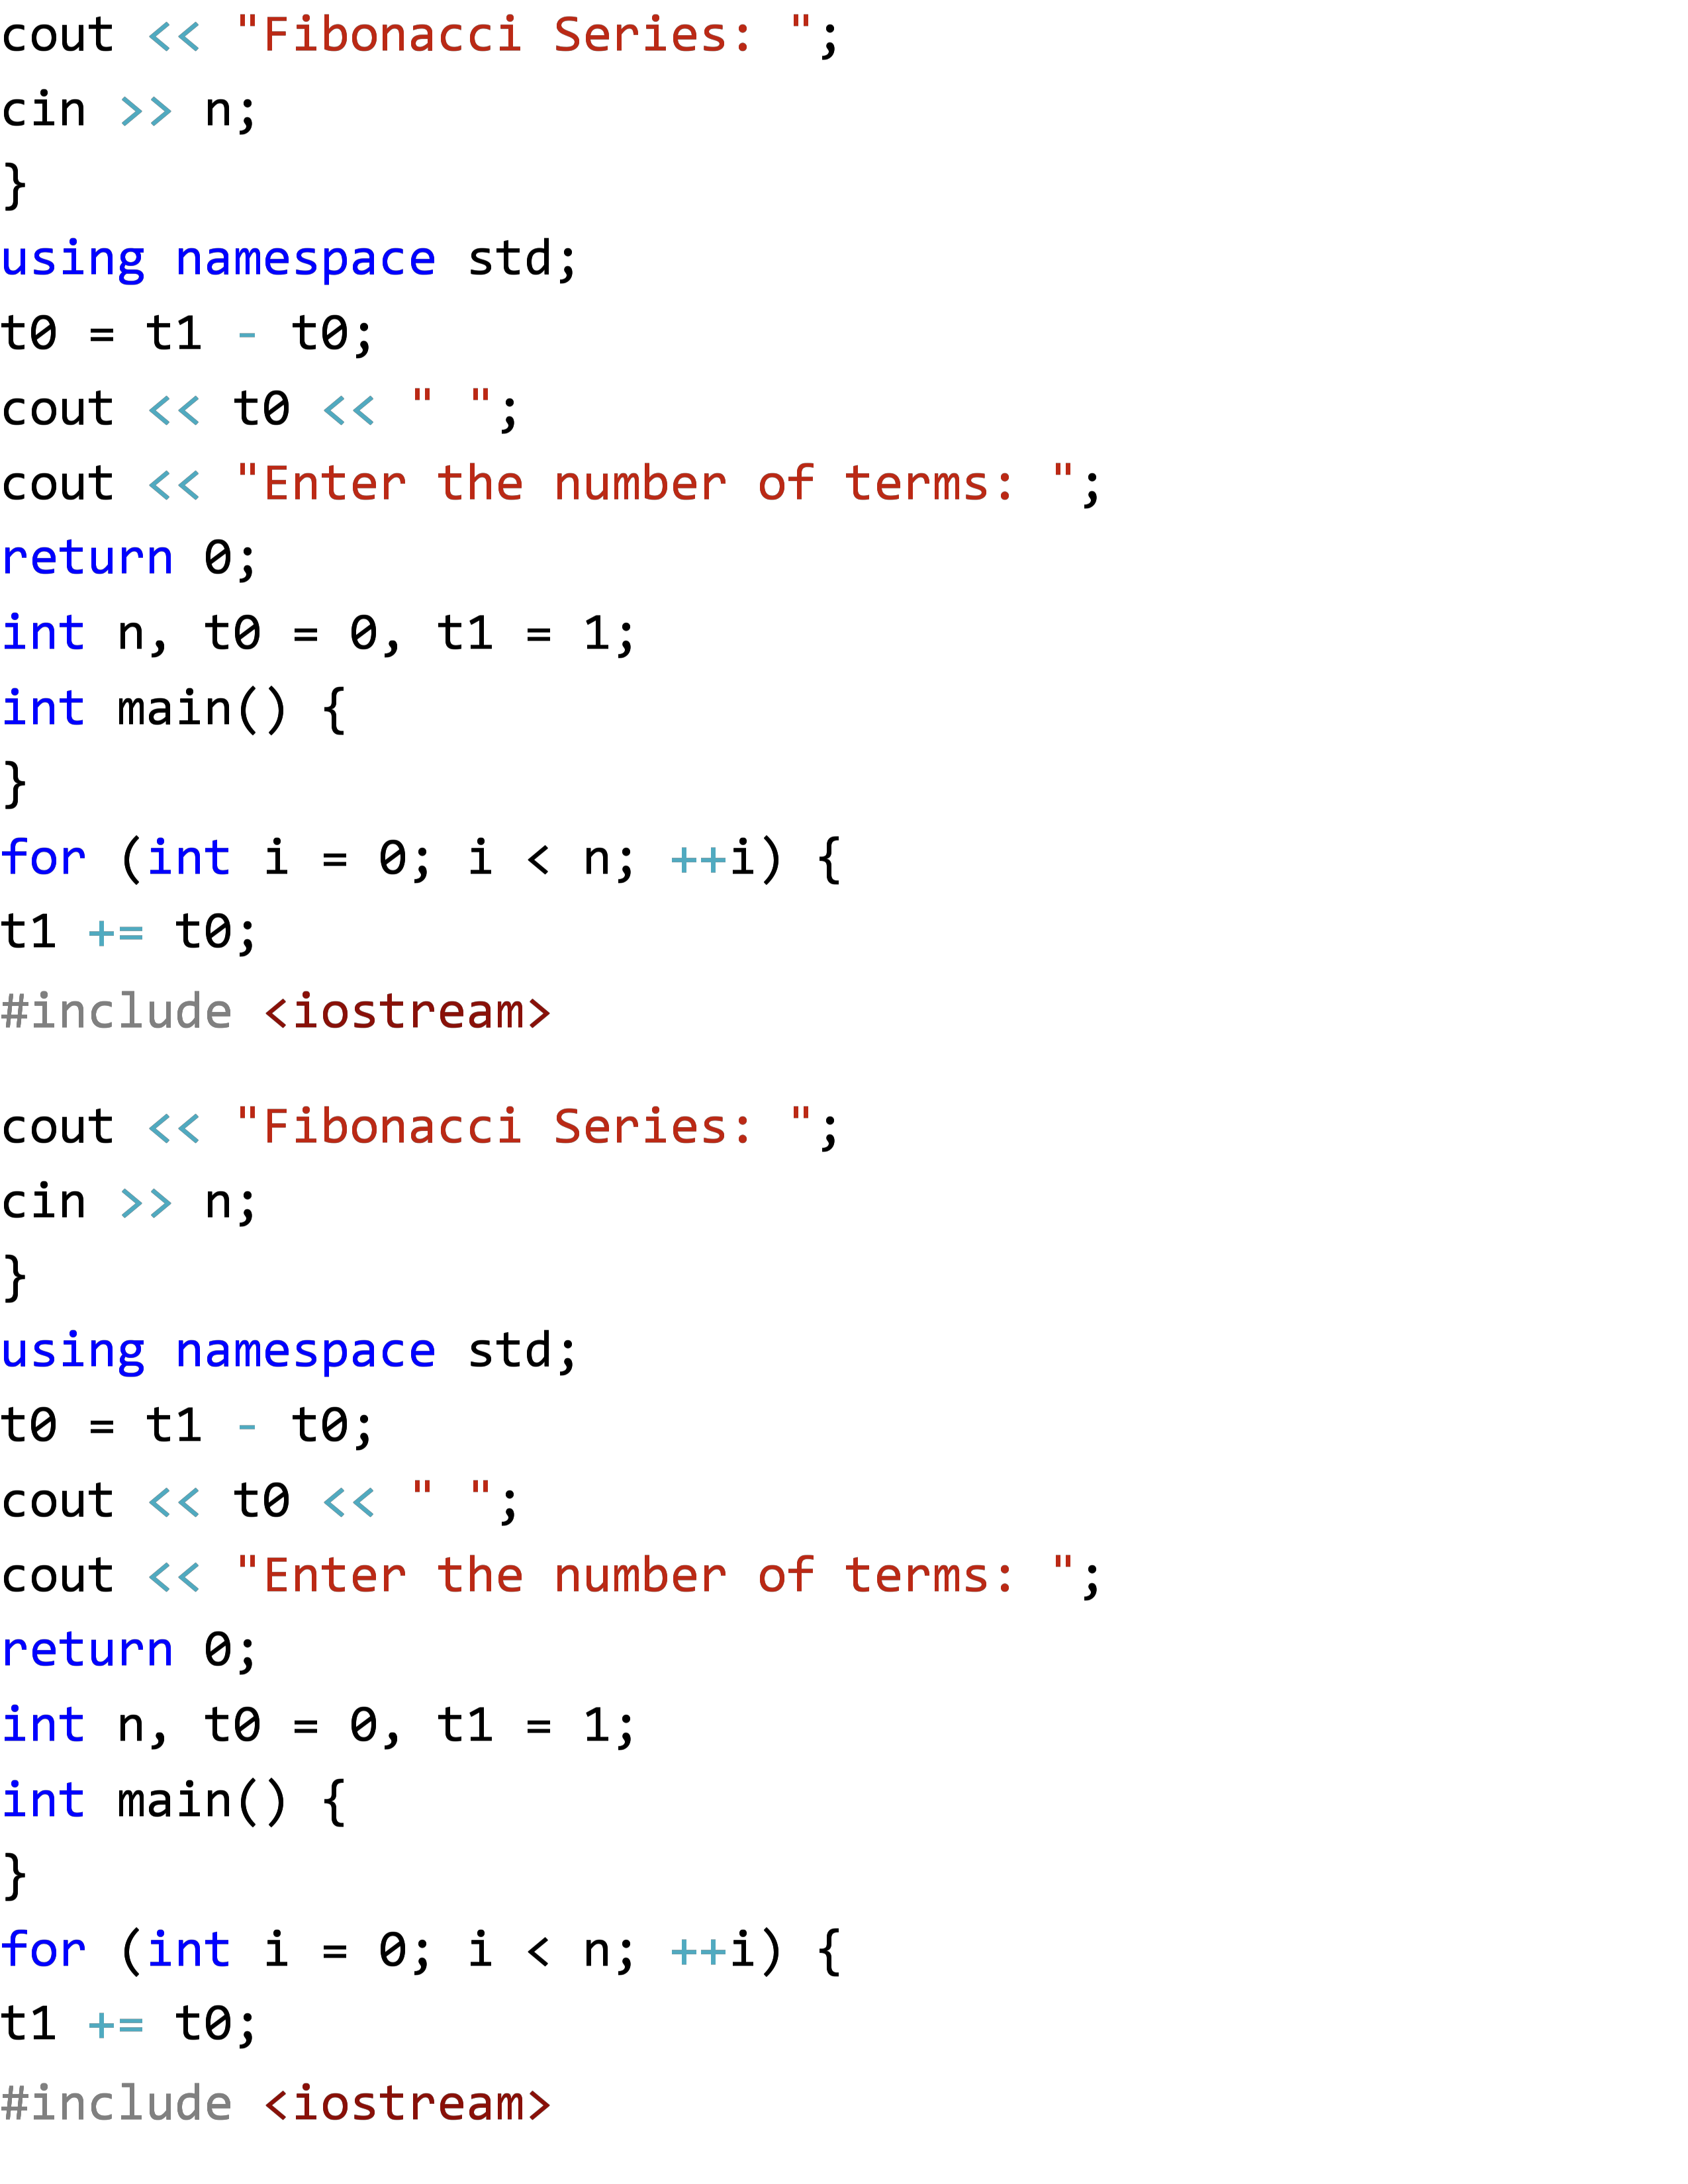 cout << "Fibonacci Series: ";
cin >> n;
}
using namespace std;
t0 = t1 - t0;
cout << t0 << " ";
cout << "Enter the number of terms: ";
return 0;
int n, t0 = 0, t1 = 1;
int main() {
}
for (int i = 0; i < n; ++i) {
t1 += t0;
#include <iostream>
cout << "Fibonacci Series: ";
cin >> n;
}
using namespace std;
t0 = t1 - t0;
cout << t0 << " ";
cout << "Enter the number of terms: ";
return 0;
int n, t0 = 0, t1 = 1;
int main() {
}
for (int i = 0; i < n; ++i) {
t1 += t0;
#include <iostream>